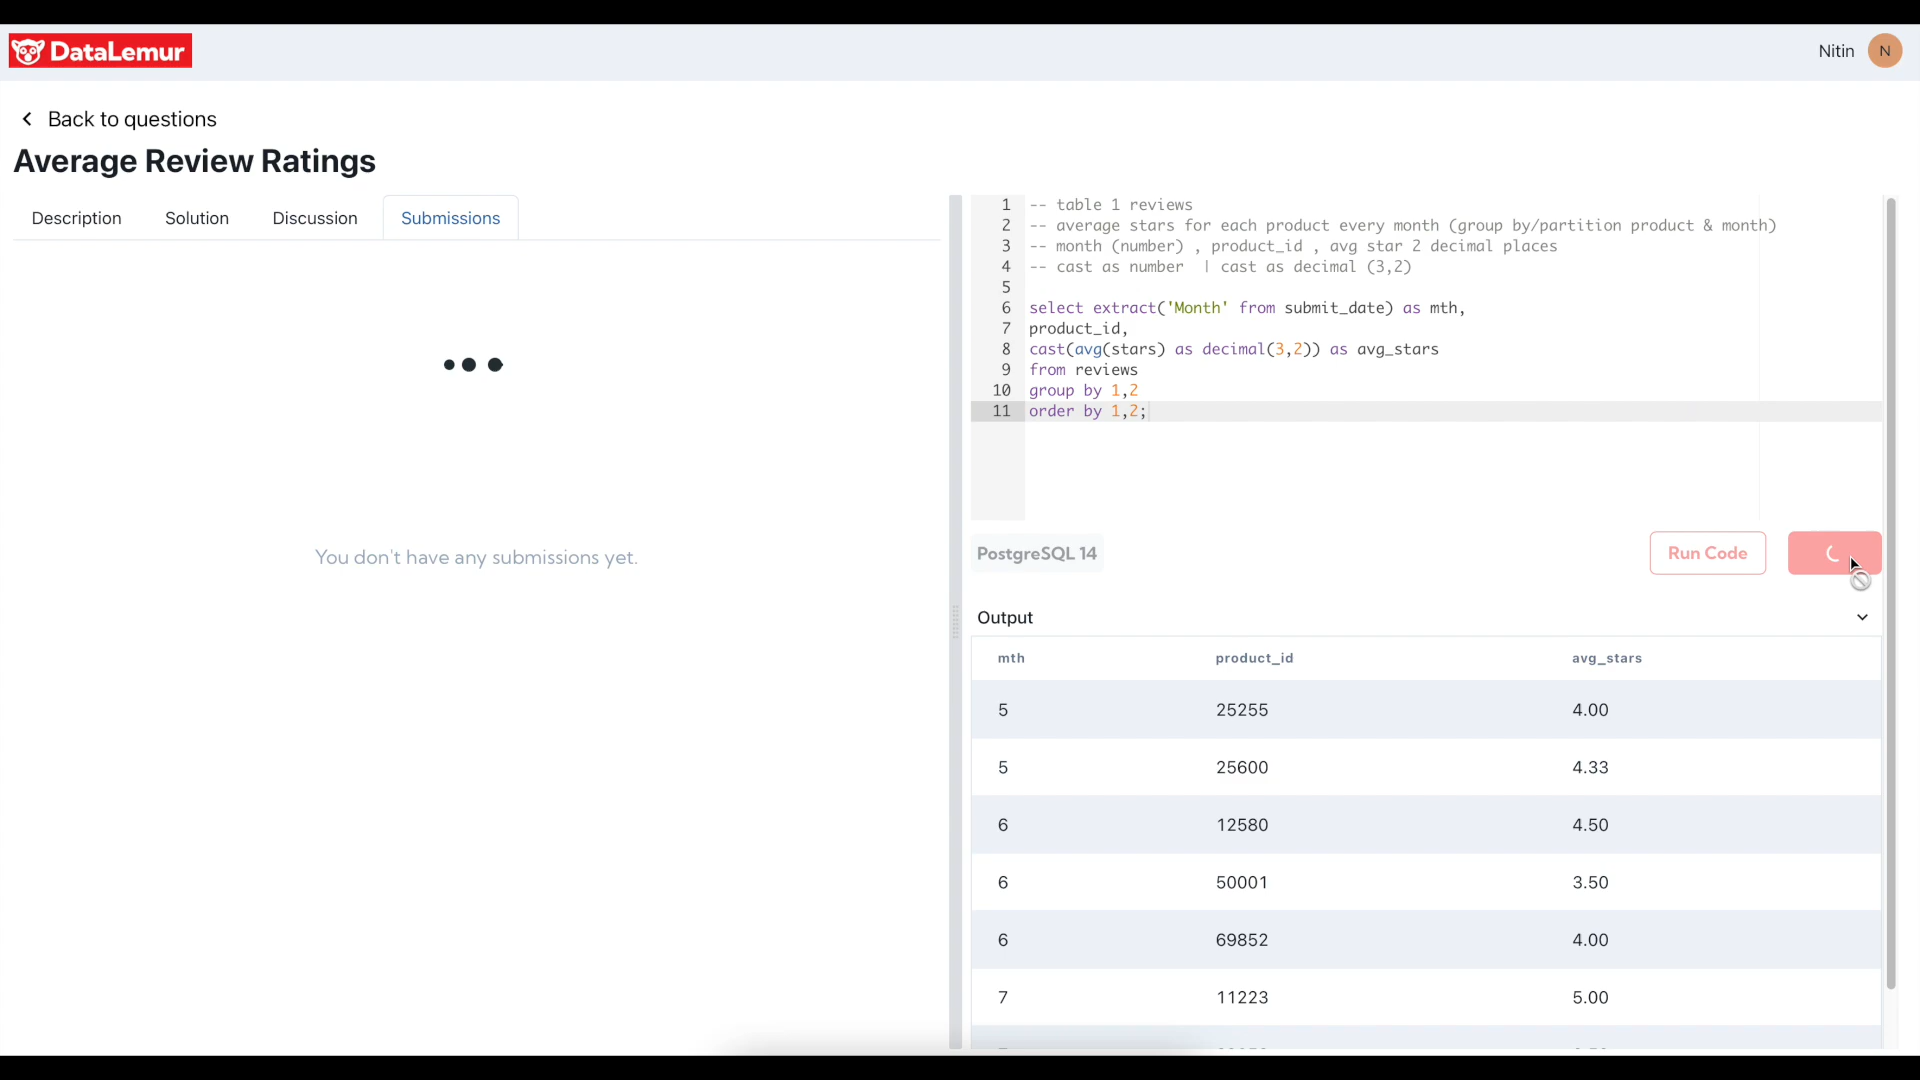 DataLemur
Nitin
N
Back to questions
Average Review Ratings
Description
Solution
Discussion
Submissions
You don't have any submissions yet.
1 -- table 1 reviews
2 -- average stars for each product every month (group by/partition product & month)
3 -- month (number) , product_id , avg star 2 decimal places
4 -- cast as number | cast as decimal (3,2)
5
6 select extract('Month' from submit_date) as mth,
7 product_id,
8 cast(avg(stars) as decimal(3,2)) as avg_stars
9 from reviews
10 group by 1,2
11 order by 1,2;
PostgreSQL 14
Run Code
Output
mth product_id avg_stars
5 25255 4.00
5 25600 4.33
6 12580 4.50
6 50001 3.50
6 69852 4.00
7 11223 5.00